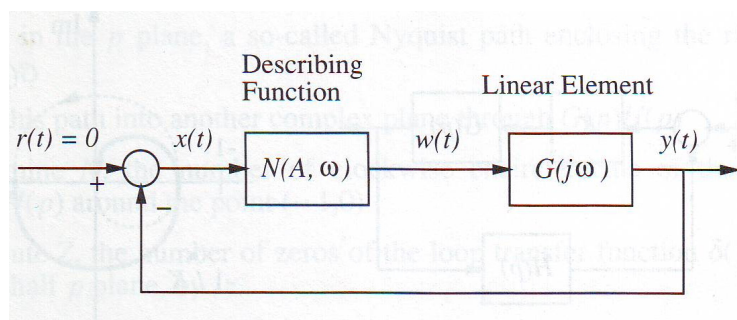 Describing
Function
Linear Element
r(t) = 0
x(t)
w(t)
y(t)
N(A, ω)
G(jω)
+
−